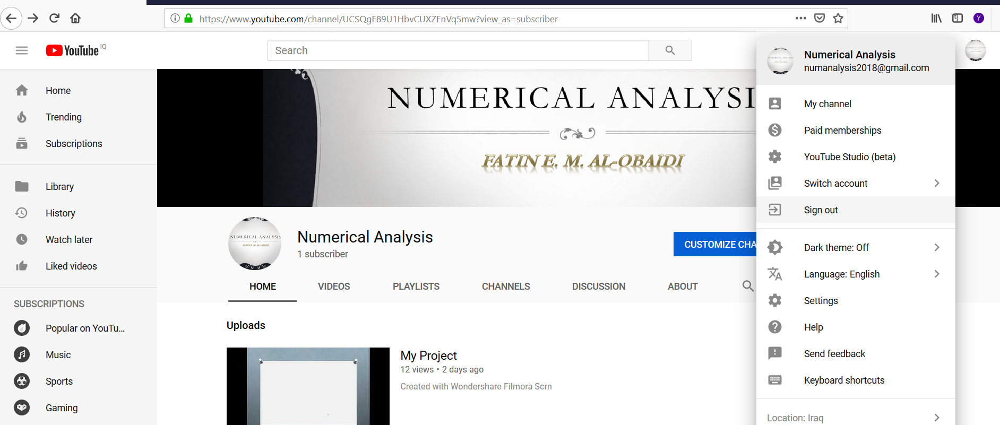 https://www.youtube.com/channel/UCSQgE89U1HbvCUXZFnVq5mw?view_as=subscriber
Y
YouTube IQ
Search
Home
Trending
Subscriptions
Library
History
Watch later
Liked videos
SUBSCRIPTIONS
Popular on YouTu...
Music
Sports
Gaming
NUMERICAL ANALYSI
FATIN E. M. AL-OBAIDI
NUMERICAL ANALYSIS
FATIN E. M. AL-OBAIDI
Numerical Analysis
1 subscriber
CUSTOMIZE CHA
HOME
VIDEOS
PLAYLISTS
CHANNELS
DISCUSSION
ABOUT
Uploads
My Project
12 views • 2 days ago
Created with Wondershare Filmora Scrn
Numerical Analysis
numanalysis2018@gmail.com
My channel
Paid memberships
YouTube Studio (beta)
Switch account
Sign out
Dark theme: Off
Language: English
Settings
Help
Send feedback
Keyboard shortcuts
Location: Iraq